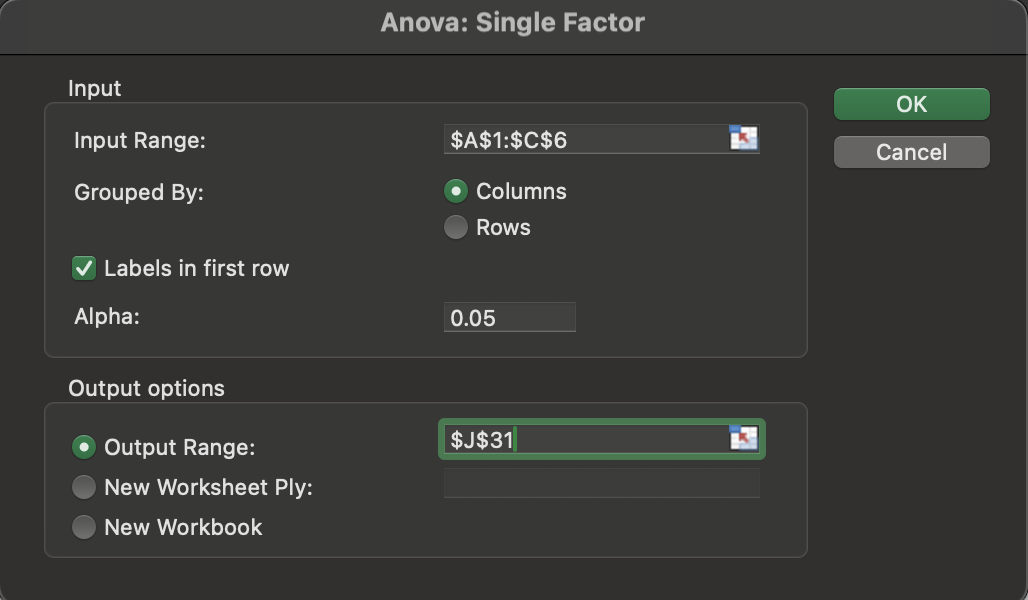 Anova: Single Factor
Input
OK
Input Range: $A$1:$C$6
Cancel
Grouped By: Columns
Rows
Labels in first row
Alpha: 0.05
Output options
Output Range: $J$31
New Worksheet Ply:
New Workbook